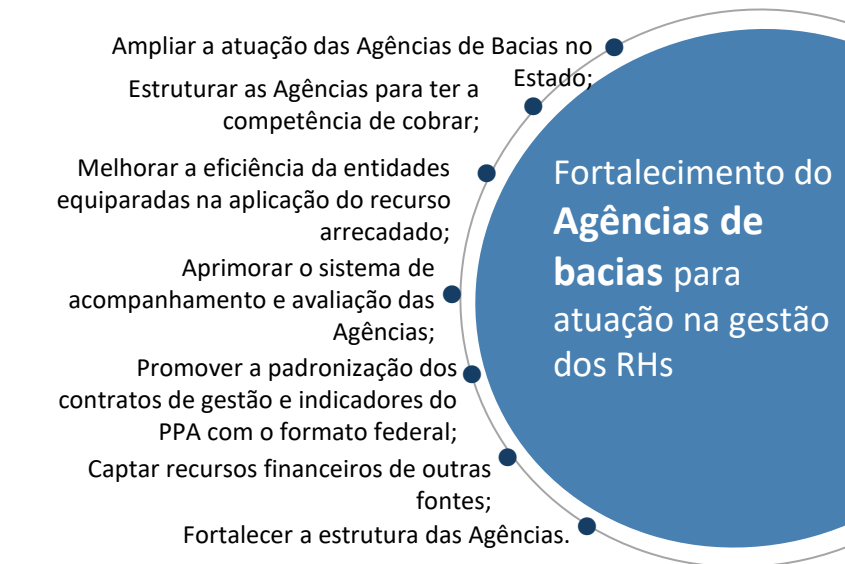 Ampliar a atuação das Agências de Bacias no
Estado;
Estruturar as Agências para ter a
competência de cobrar;
Melhorar a eficiência da entidades
equiparadas na aplicação do recurso
arrecadado;
Aprimorar o sistema de
acompanhamento e avaliação das
Agências;
Promover a padronização dos
contratos de gestão e indicadores do
PPA com o formato federal;
Captar recursos financeiros de outras
fontes;
Fortalecer a estrutura das Agências.
Fortalecimento do
Agências de
bacias para
atuação na gestão
dos RHs